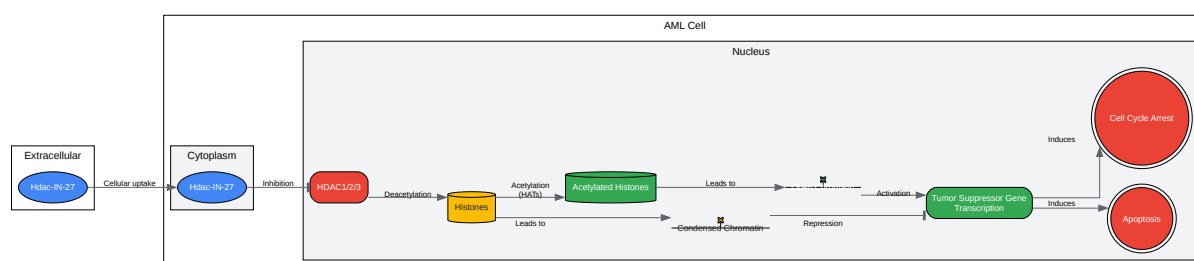 AML Cell
Nucleus
Extracellular
Hdac-IN-27
Cellular uptake
Cytoplasm
Hdac-IN-27
Inhibition
HDAC1/2/3
Deacetylation
Histones
Acetylation
(HATs)
Leads to
Acetylated Histones
Leads to
Condensed Chromatin
Activation
Repression
Tumor Suppressor Gene
Transcription
Induces
Induces
Cell Cycle Arrest
Apoptosis